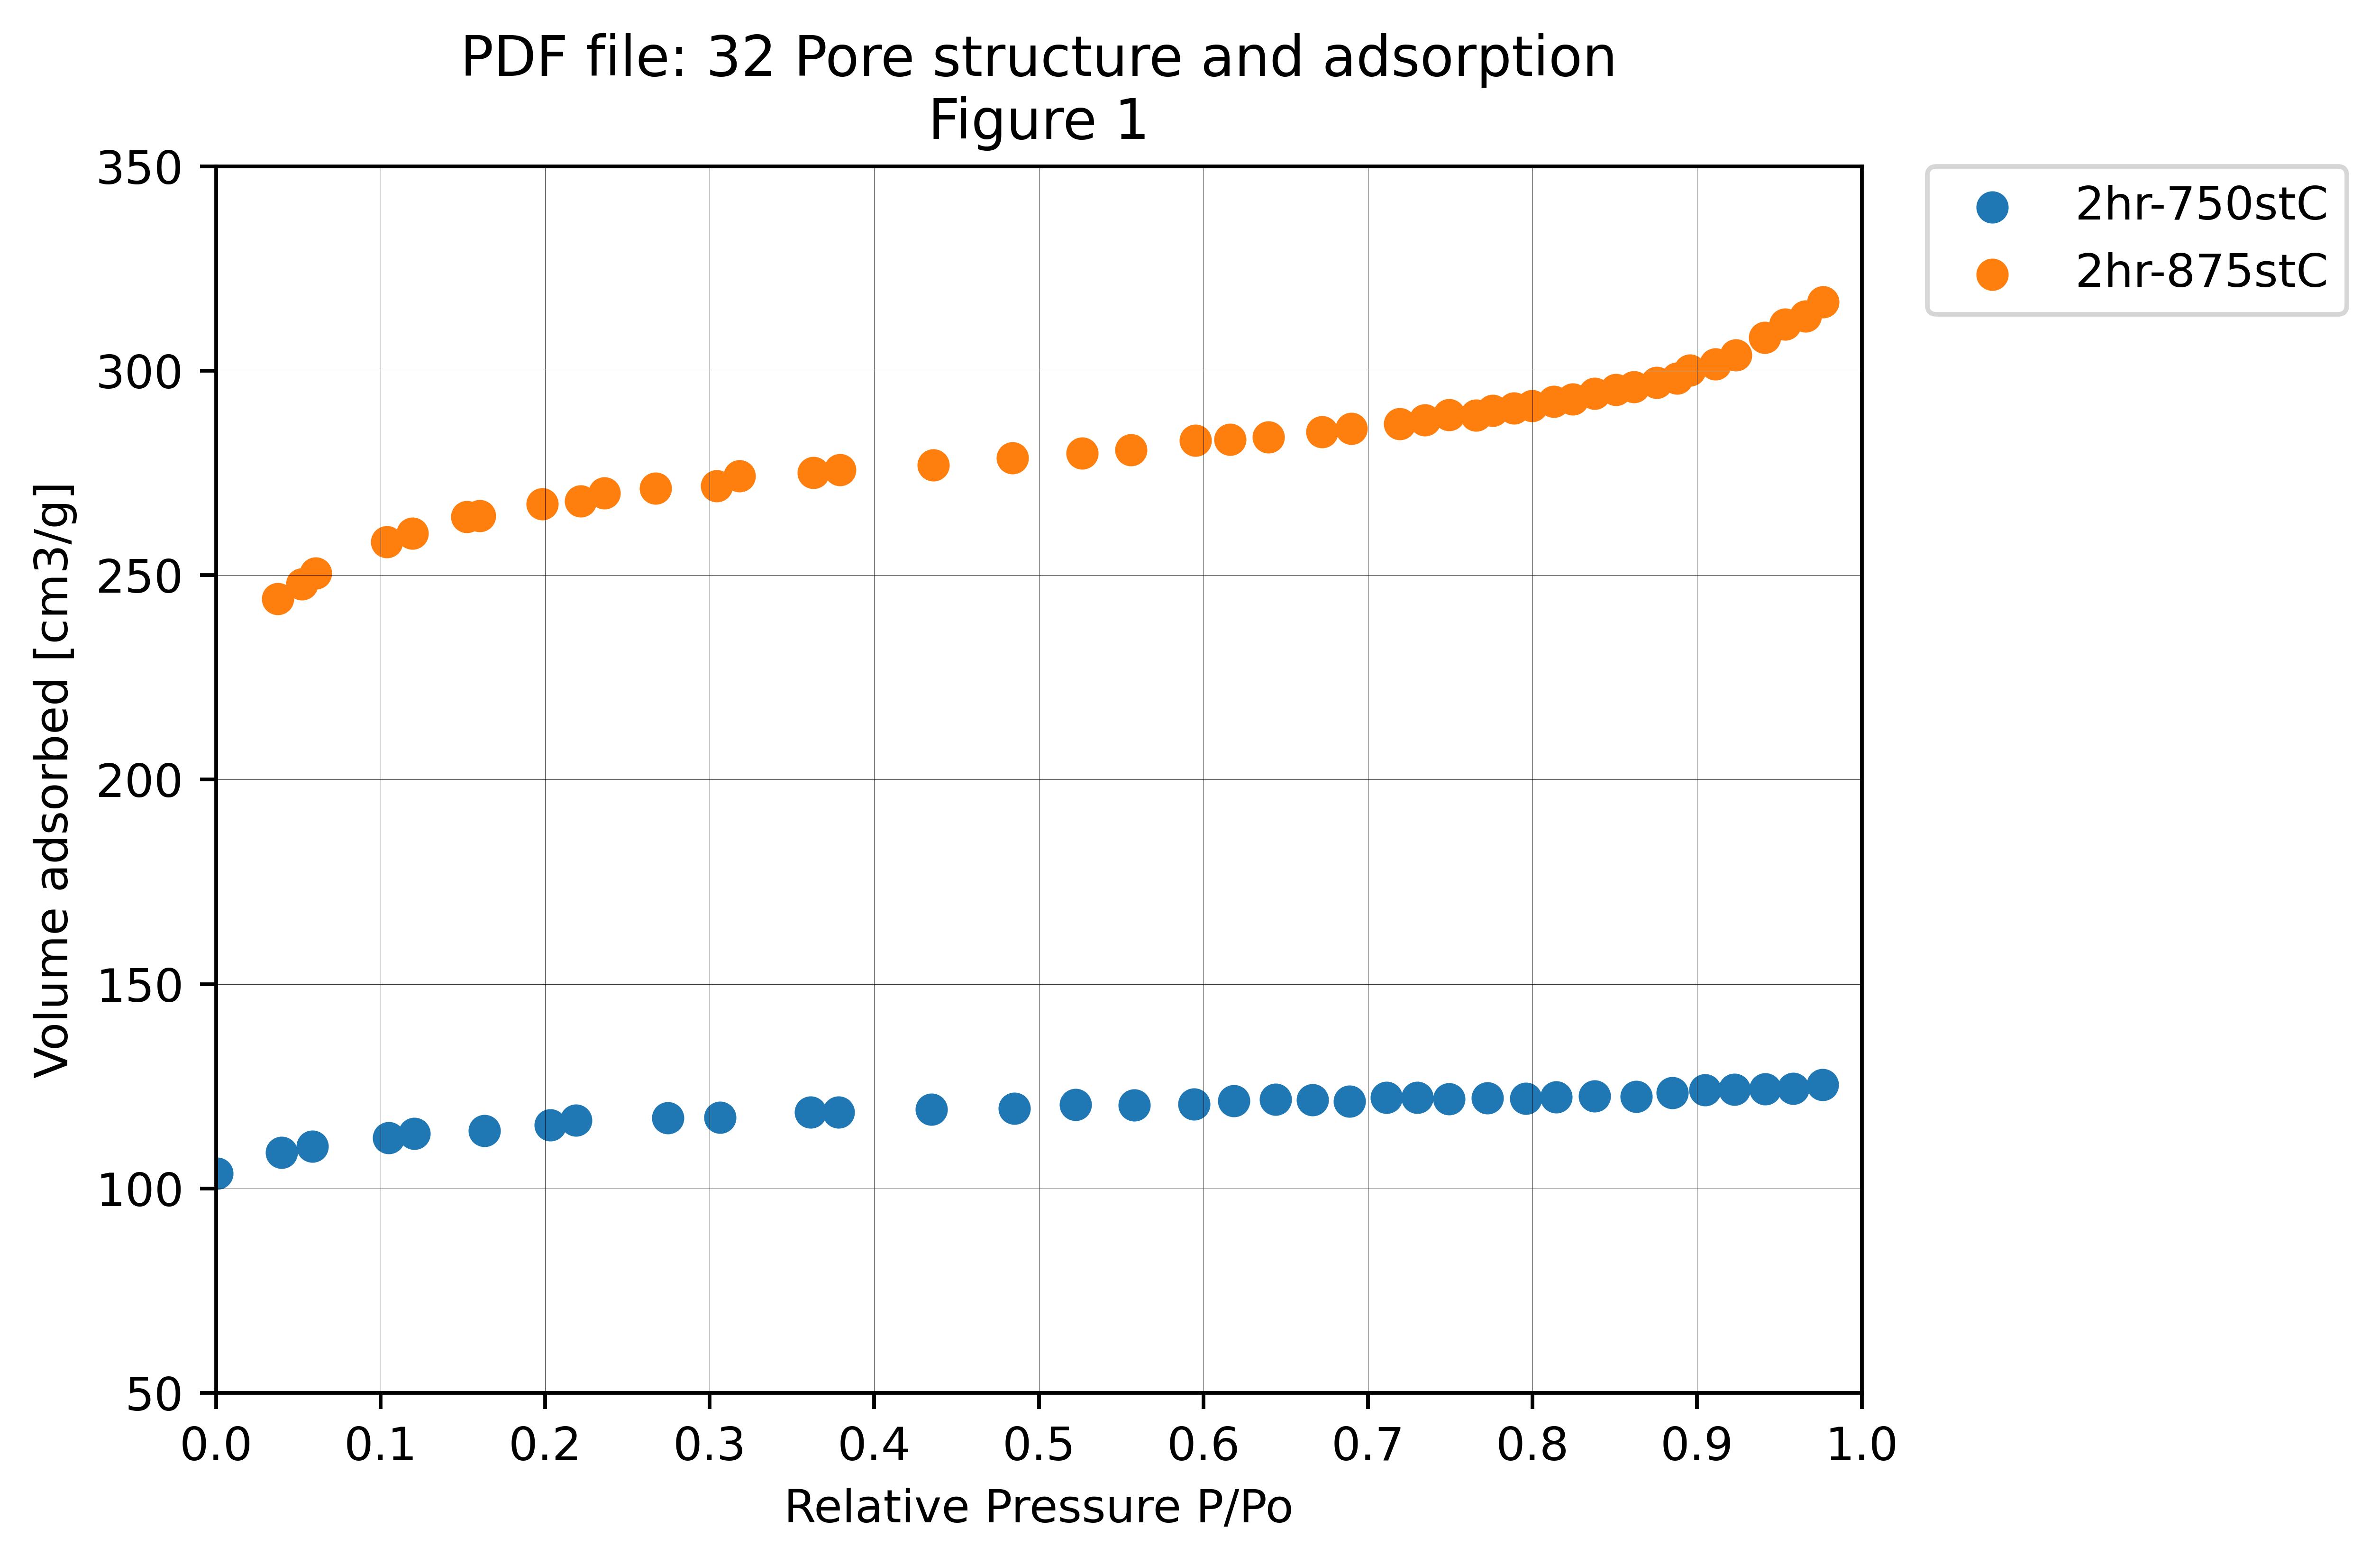 PDF file: 32 Pore structure and adsorption
Figure 1
2hr-750stC
2hr-875stC
Volume adsorbed [cm3/g]
350
300
250
200
150
100
50
0.0 0.1 0.2 0.3 0.4 0.5 0.6 0.7 0.8 0.9 1.0
Relative Pressure P/Po